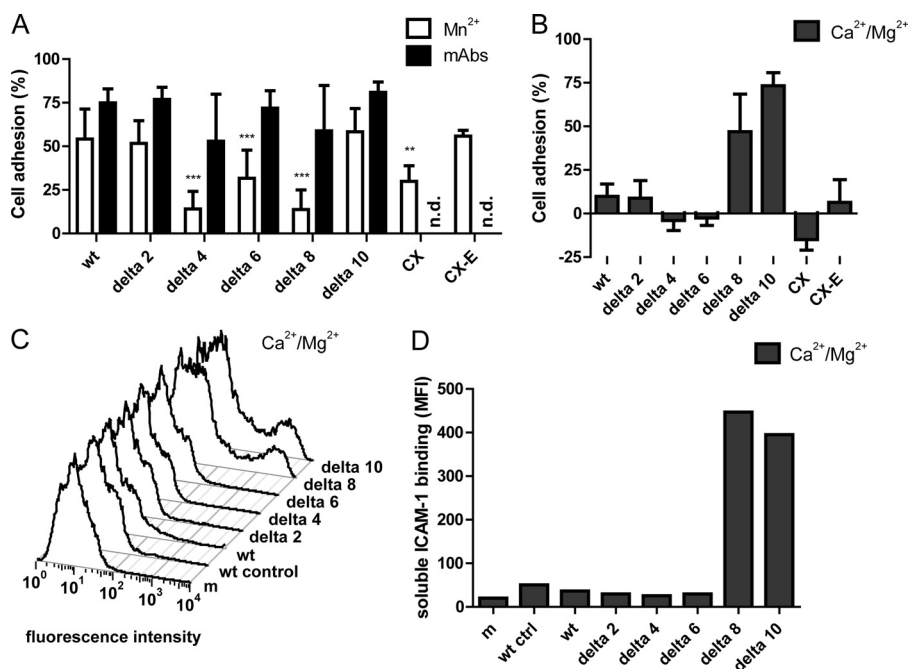 A
Mn2+
mAbs
Cell adhesion (%)
100
75
50
25
0
***
***
***
**
n.d.
n.d.
wt
delta 2
delta 4
delta 6
delta 8
delta 10
CX
CX-E
B
Ca2+/Mg2+
Cell adhesion (%)
100
75
50
25
0
-25
wt
delta 2
delta 4
delta 6
delta 8
delta 10
CX
CX-E
C
Ca2+/Mg2+
delta 10
delta 8
delta 6
delta 4
delta 2
wt
wt control
m
10^0
10^1
10^2
10^3
10^4
fluorescence intensity
D
Ca2+/Mg2+
soluble ICAM-1 binding (MFI)
500
400
300
200
100
0
m
wt ctrl
wt
delta 2
delta 4
delta 6
delta 8
delta 10